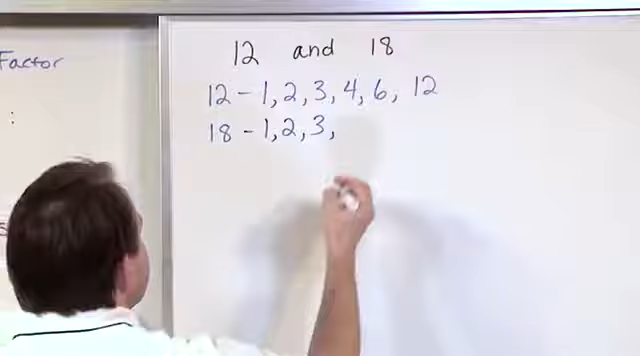 Factor
:
12 and 18
12 - 1, 2, 3, 4, 6, 12
18 - 1, 2, 3,